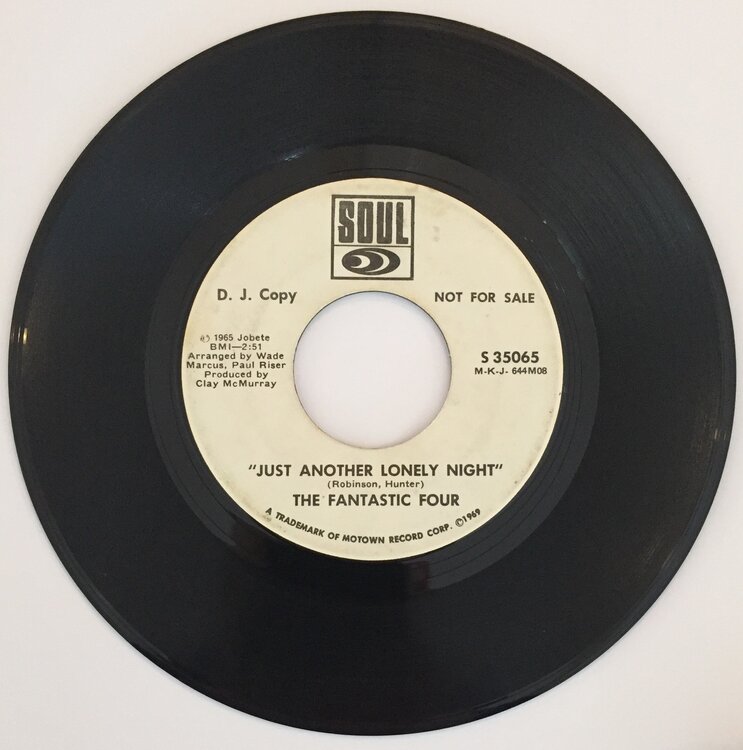 SOUL
D. J. Copy
NOT FOR SALE
℗ 1965 Jobete
BMI—2:51
Arranged by Wade
Marcus, Paul Riser
Produced by
Clay McMurray
S 35065
M-K-J- 644M08
"JUST ANOTHER LONELY NIGHT"
(Robinson, Hunter)
THE FANTASTIC FOUR
A TRADEMARK OF MOTOWN RECORD CORP. ©1969